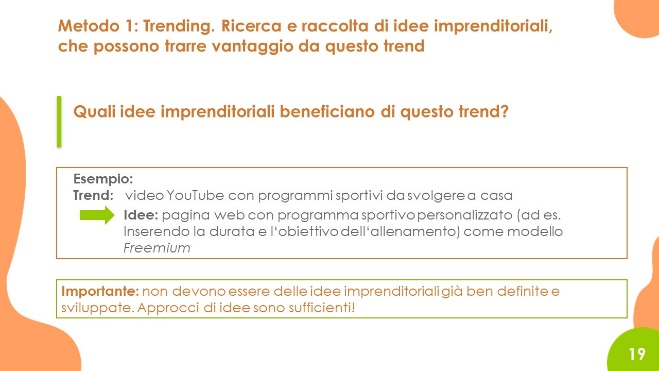 Metodo 1: Trending. Ricerca e raccolta di idee imprenditoriali,
che possono trarre vantaggio da questo trend
Quali idee imprenditoriali beneficiano di questo trend?
Esempio:
Trend: video YouTube con programmi sportivi da svolgere a casa
Idee: pagina web con programma sportivo personalizzato (ad es.
Inserendo la durata e l‘obiettivo dell‘allenamento) come modello
Freemium
Importante: non devono essere delle idee imprenditoriali già ben definite e
sviluppate. Approcci di idee sono sufficienti!
19